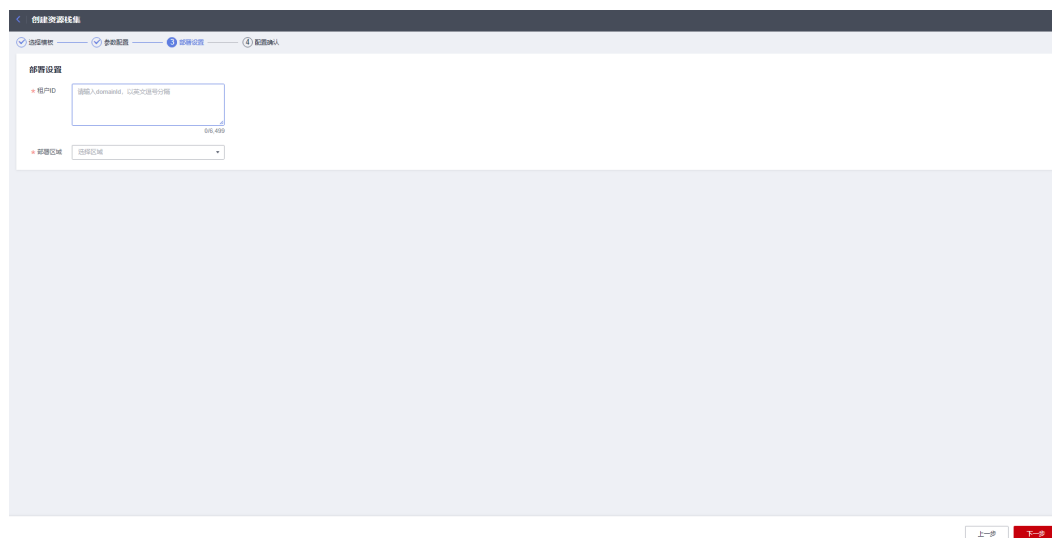 创建资源栈集
选择模板 参数配置 3 部署设置 4 配置确认
部署设置
* 租户ID 请输入domainId，以英文逗号分隔
0/6,499
* 部署区域 选择区域
上一步 下一步